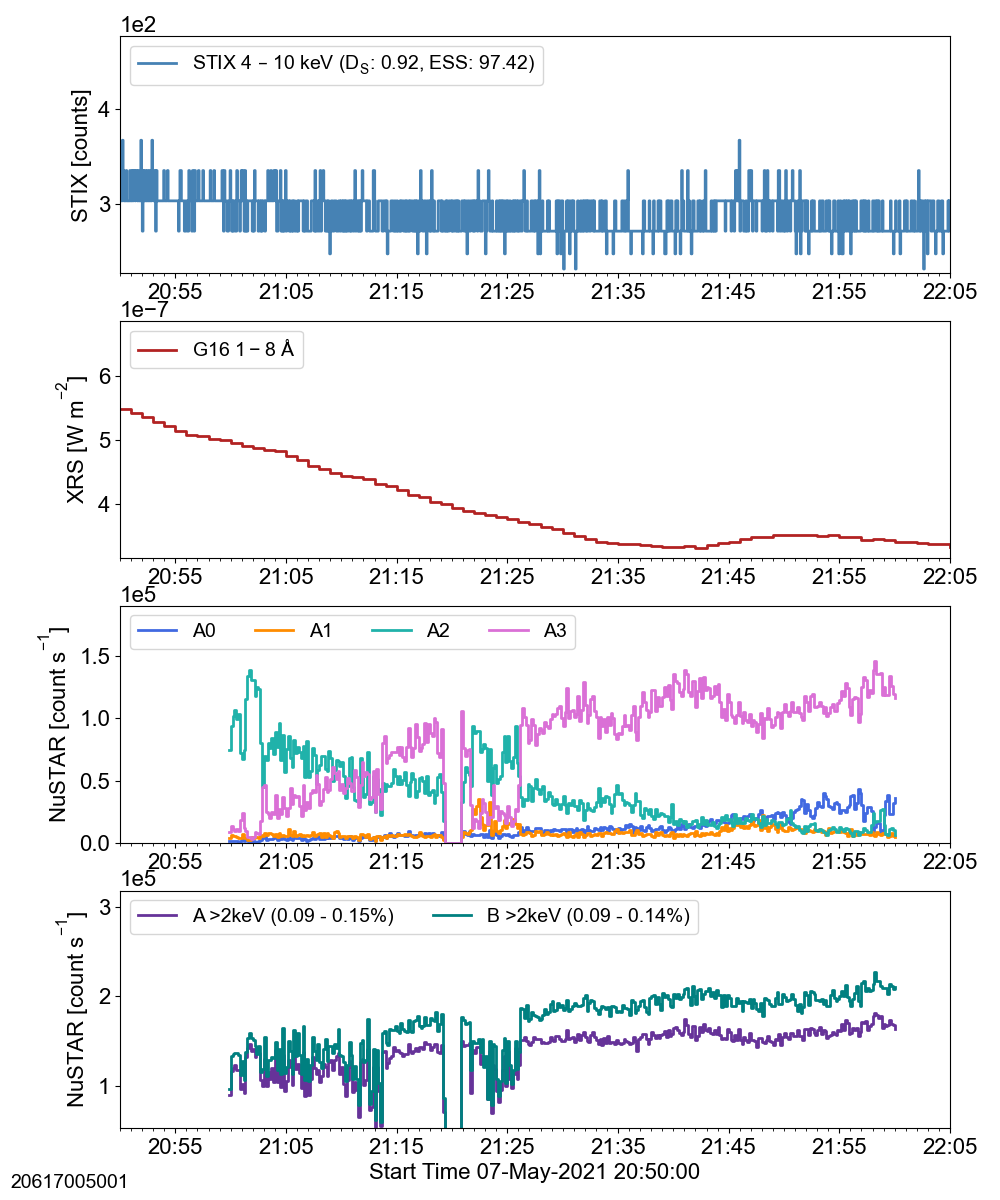 1e2
STIX 4 – 10 keV (D_S: 0.92, ESS: 97.42)
STIX [counts]
4
3
20:55 21:05 21:15 21:25 21:35 21:45 21:55 22:05
1e−7
G16 1 – 8 Å
XRS [W m⁻²]
6
5
4
20:55 21:05 21:15 21:25 21:35 21:45 21:55 22:05
1e5
A0 A1 A2 A3
NuSTAR [count s⁻¹]
1.5
1.0
0.5
0.0
20:55 21:05 21:15 21:25 21:35 21:45 21:55 22:05
1e5
A >2keV (0.09 - 0.15%) B >2keV (0.09 - 0.14%)
NuSTAR [count s⁻¹]
3
2
1
20:55 21:05 21:15 21:25 21:35 21:45 21:55 22:05
Start Time 07-May-2021 20:50:00
20617005001